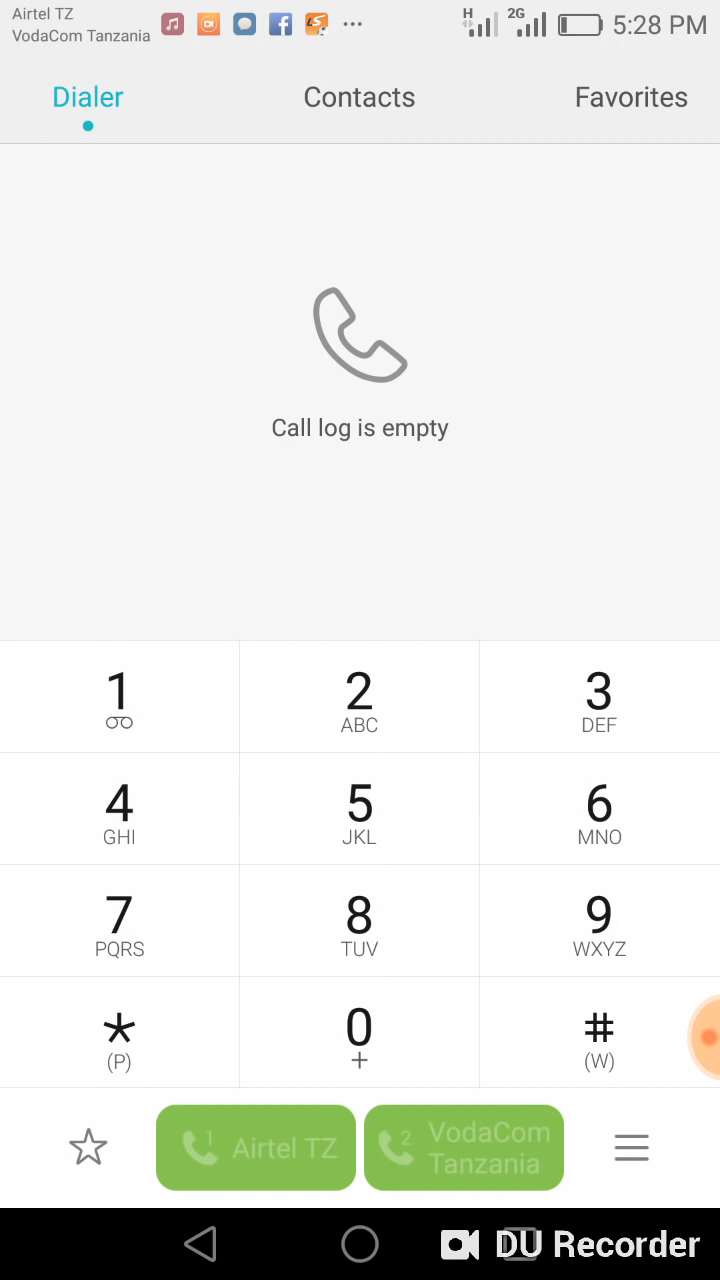 Airtel TZ
VodaCom Tanzania
H
2G
5:28 PM
Dialer
Contacts
Favorites
Call log is empty
1
2
ABC
3
DEF
4
GHI
5
JKL
6
MNO
7
PQRS
8
TUV
9
WXYZ
*
(P)
0
+
#
(W)
1 Airtel TZ
2 VodaCom
Tanzania
DU Recorder